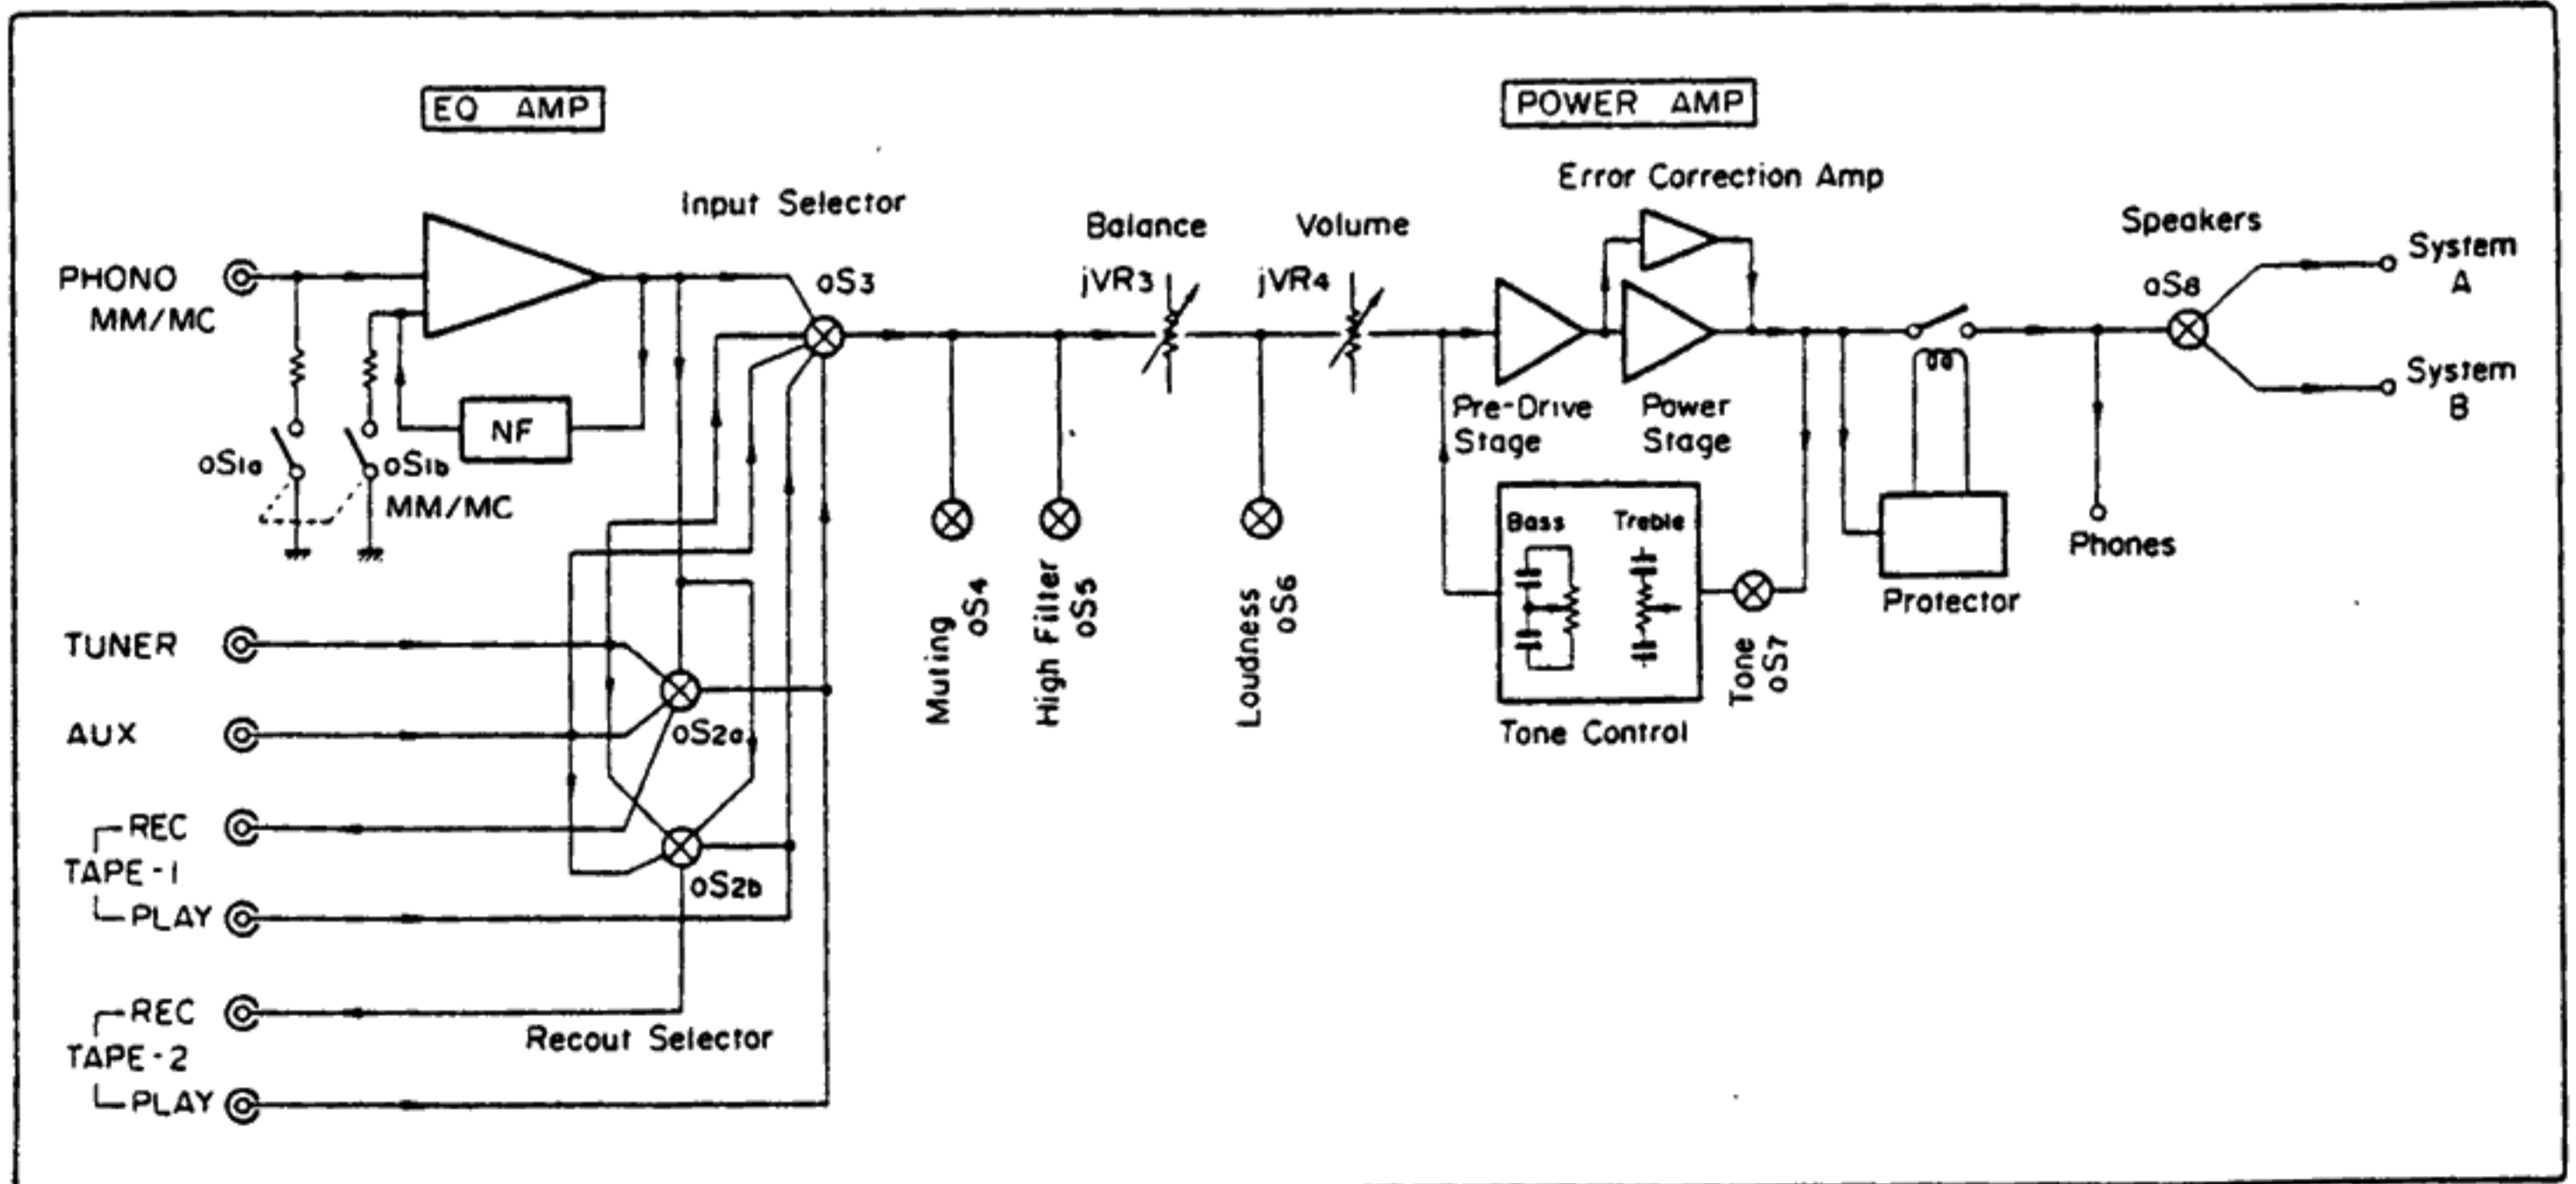 EQ AMP
POWER AMP
Error Correction Amp
Input Selector
Balance
Volume
Speakers
System
A
PHONO
MM/MC
oS3
jVR3
jVR4
oS8
System
B
NF
Pre-Drive
Stage
Power
Stage
oS1a
oS1b
MM/MC
Bass
Treble
Phones
Protector
Muting
oS4
High Filter
oS5
Loudness
oS6
Tone
oS7
Tone Control
TUNER
AUX
oS2a
REC
TAPE-1
PLAY
oS2b
REC
TAPE-2
PLAY
Recout Selector